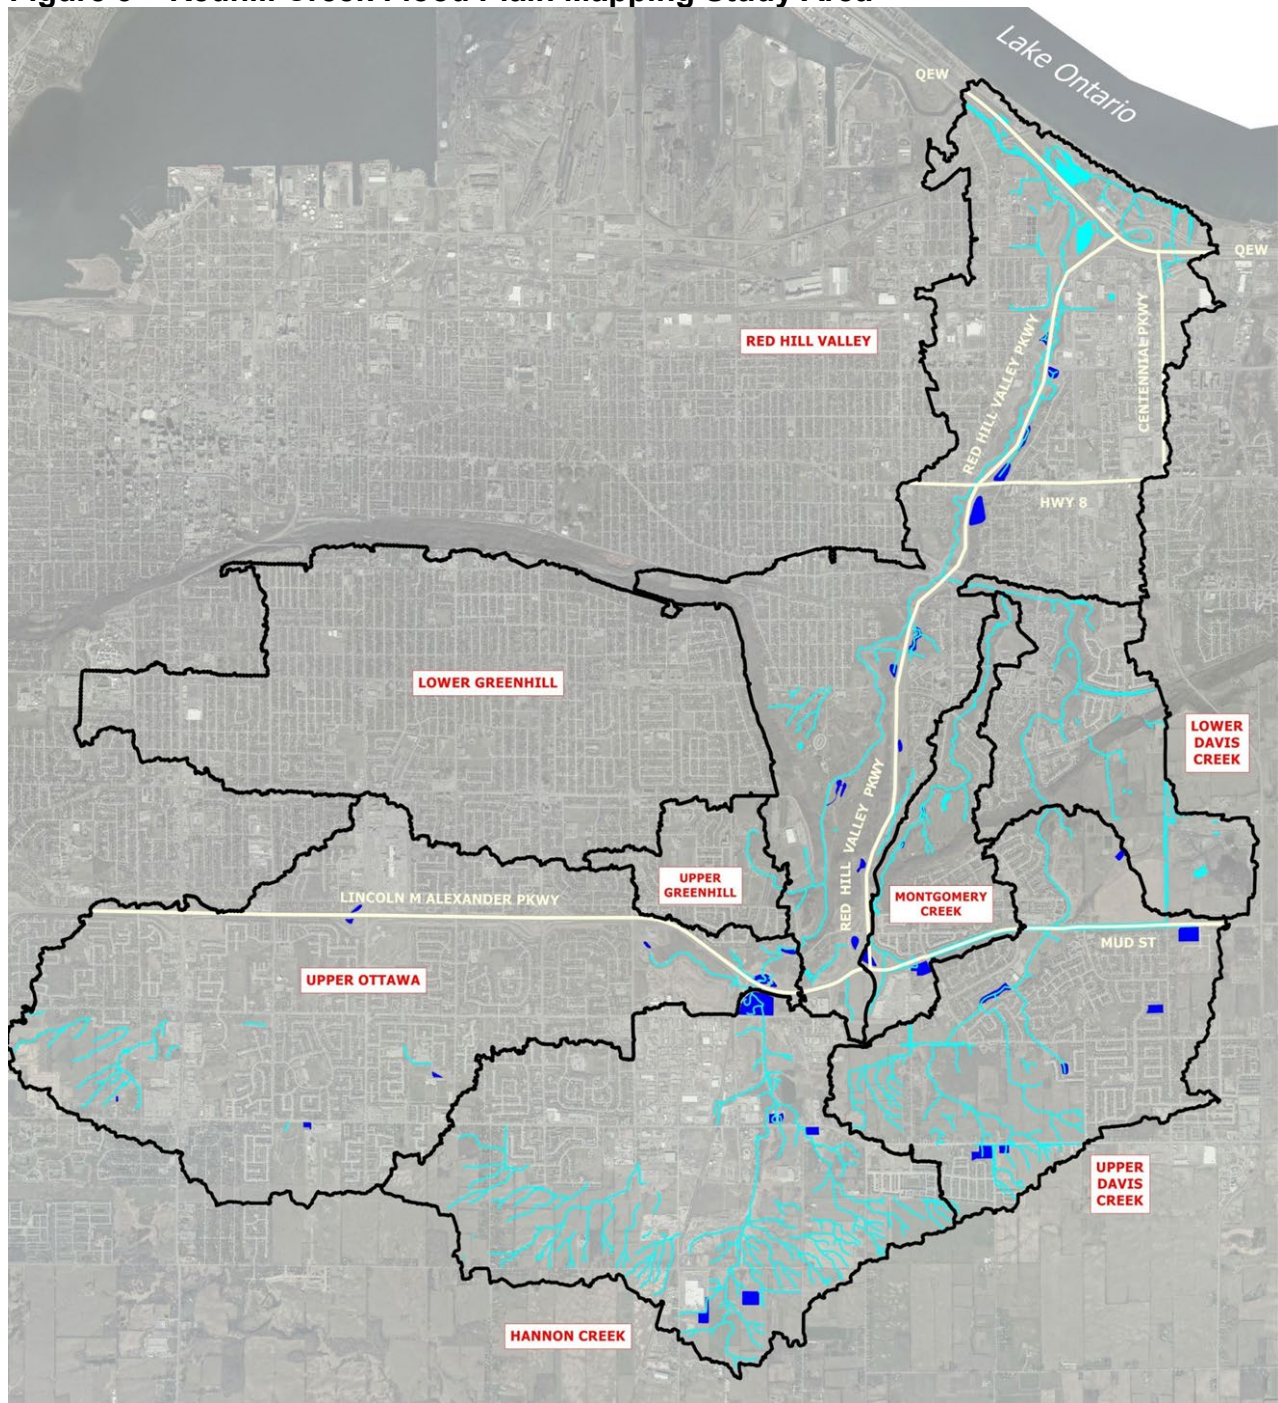 Lake Ontario
QEW
QEW
RED HILL VALLEY
RED HILL VALLEY PKWY
CENTENNIAL PKWY
HWY 8
LOWER GREENHILL
LOWER
DAVIS
CREEK
RED HILL VALLEY PKWY
UPPER
GREENHILL
LINCOLN M ALEXANDER PKWY
MONTGOMERY
CREEK
MUD ST
UPPER OTTAWA
UPPER
DAVIS
CREEK
HANNON CREEK